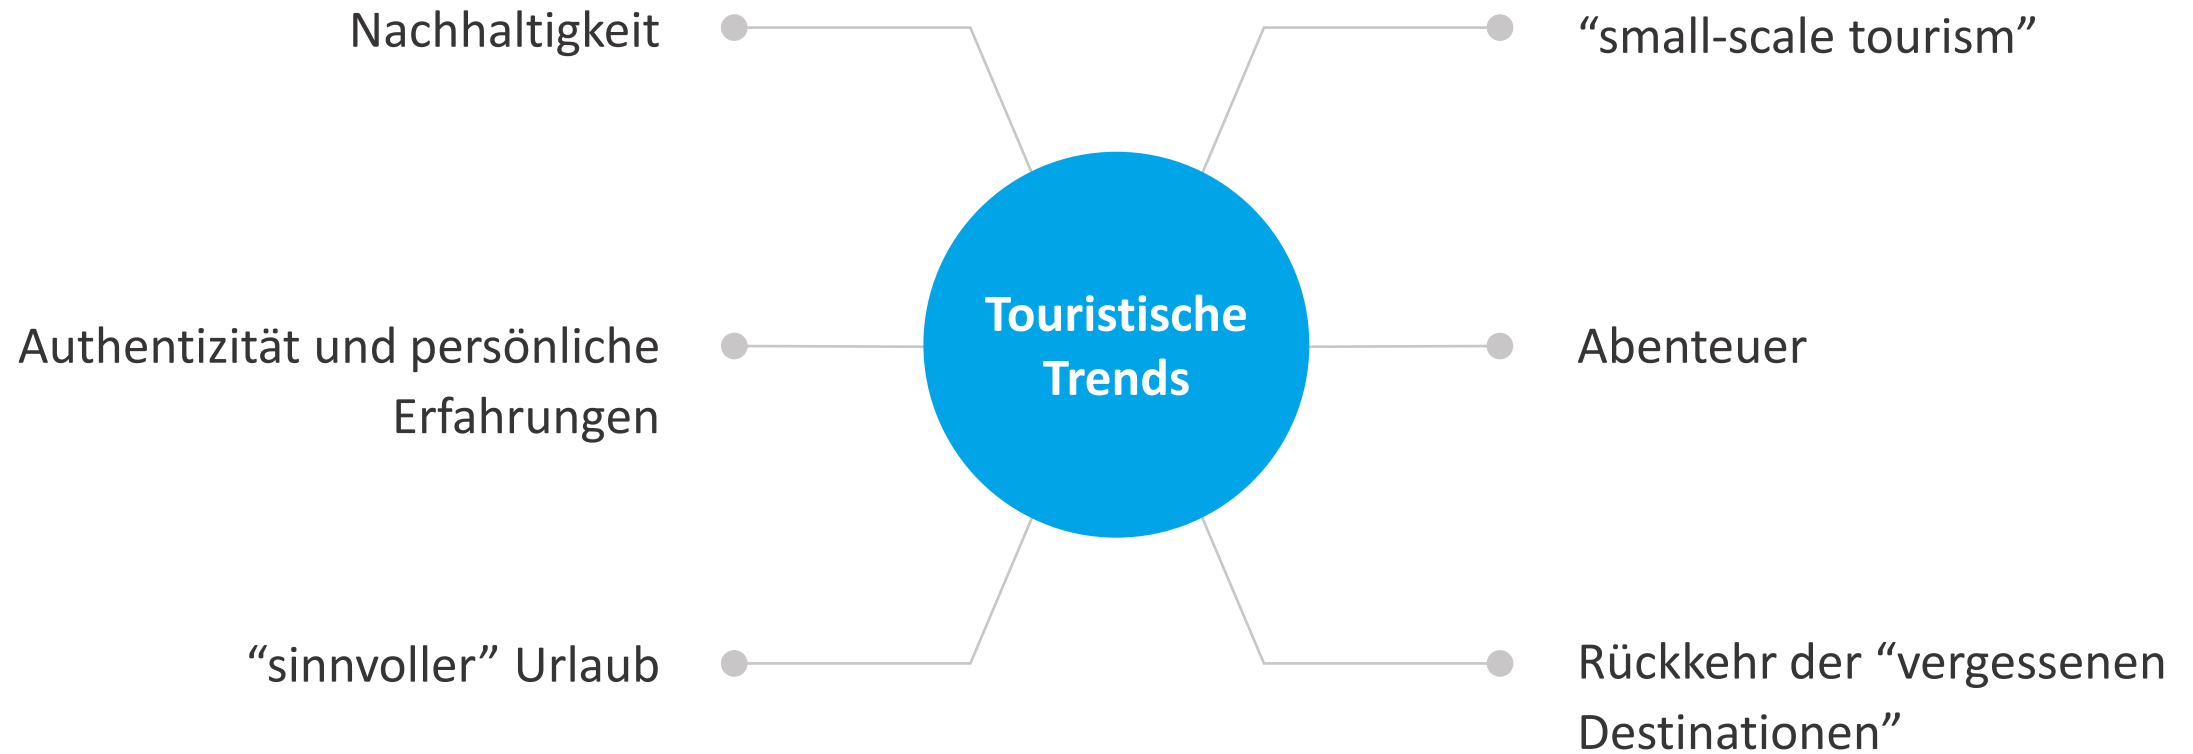 Nachhaltigkeit
“small-scale tourism”
Touristische
Trends
Authentizität und persönliche
Erfahrungen
Abenteuer
“sinnvoller” Urlaub
Rückkehr der “vergessenen
Destinationen”